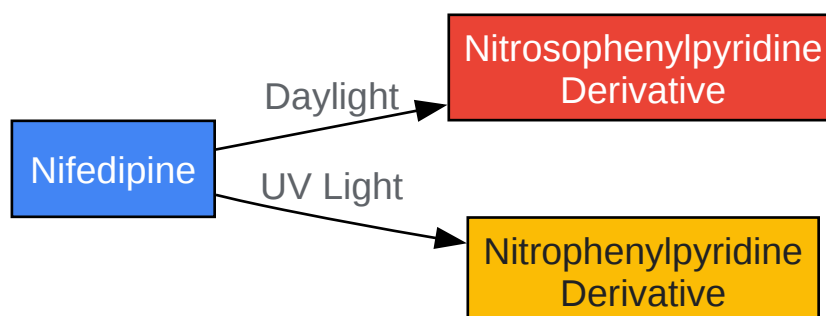 Nitrosophenylpyridine
Derivative
Daylight
Nifedipine
UV Light
Nitrophenylpyridine
Derivative